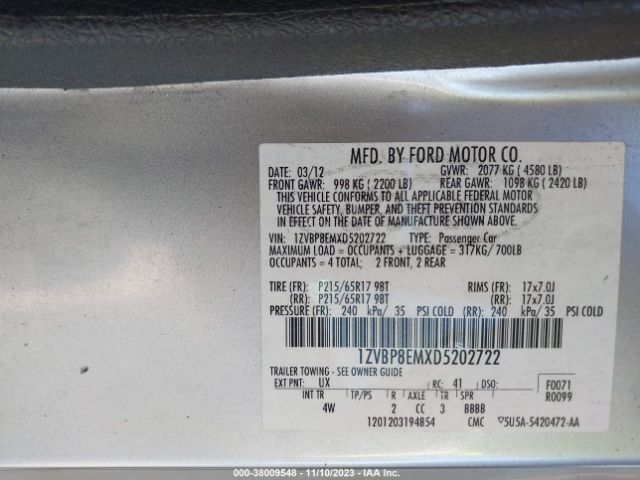 MFD. BY FORD MOTOR CO.
DATE: 03/12 GVWR: 2077 KG ( 4580 LB)
FRONT GAWR: 998 KG ( 2200 LB) REAR GAWR: 1098 KG ( 2420 LB)
THIS VEHICLE CONFORMS TO ALL APPLICABLE FEDERAL MOTOR
VEHICLE SAFETY, BUMPER, AND THEFT PREVENTION STANDARDS
IN EFFECT ON THE DATE OF MANUFACTURE SHOWN ABOVE.
VIN: 1ZVBP8EMXD5202722 TYPE: Passenger Car
MAXIMUM LOAD = OCCUPANTS + LUGGAGE = 317KG/ 700LB
OCCUPANTS = 4 TOTAL; 2 FRONT, 2 REAR
TIRE (FR): P215/65R17 98T RIMS (FR): 17x7.0J
(RR): P215/65R17 98T (RR): 17x7.0J
PRESSURE (FR): 240 kPa/ 35 PSI COLD (RR): 240 kPa/ 35 PSI COLD
1ZVBP8EMXD5202722
TRAILER TOWING - SEE OWNER GUIDE
EXT PNT: UX RC: 41 DSO: F0071
INT TR TP/PS R AXLE TR SPR R0099
4W 2 CC 3 BBBB
1201203194854 CMC ♡5U5A-5420472-AA
000-38009548 - 11/10/2023 - IAA Inc.